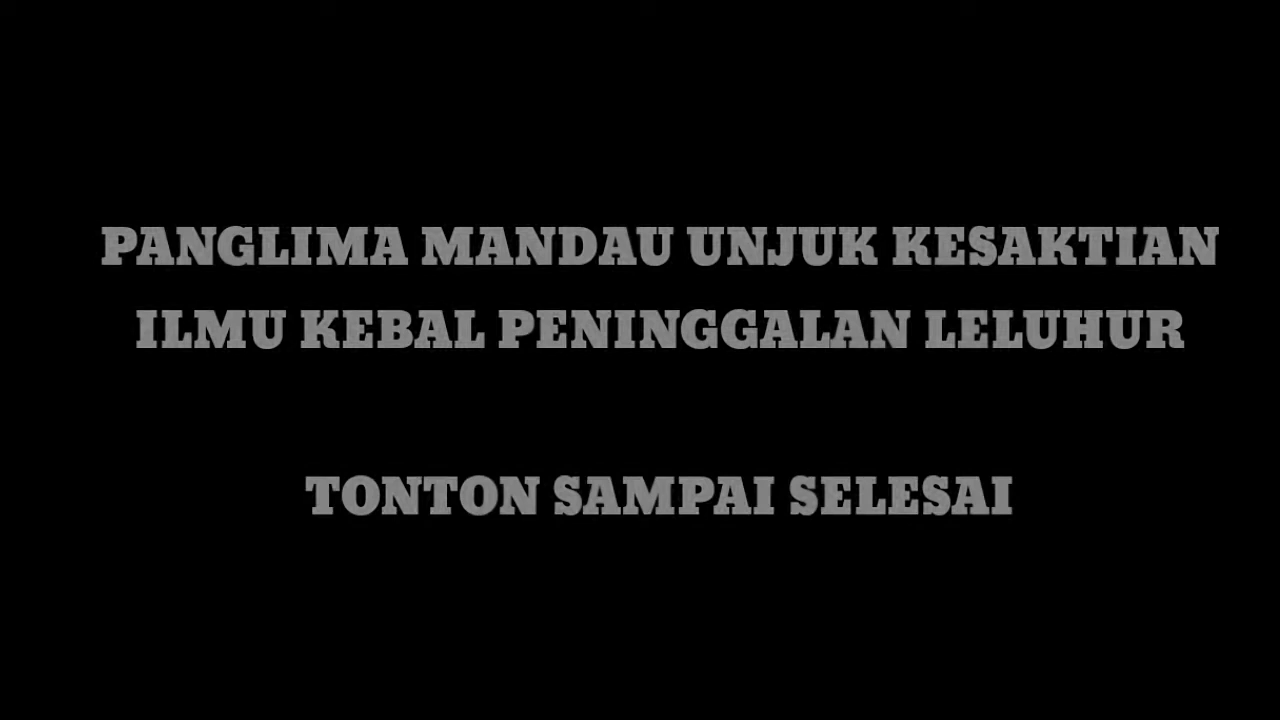 PANGLIMA MANDAU UNJUK KESAKTIAN
ILMU KEBAL PENINGGALAN LELUHUR
TONTON SAMPAI SELESAI